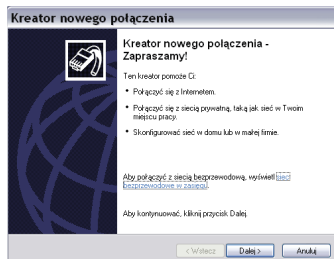 Kreator nowego połączenia
Kreator nowego połączenia -
Zapraszamy!
Ten kreator pomoże Ci:
• Połączyć się z Internetem.
• Połączyć się z siecią prywatną, taką jak sieć w Twoim
miejscu pracy.
• Skonfigurować sieć w domu lub w małej firmie.
Aby połączyć z siecią bezprzewodową, wyświetl sieci
bezprzewodowe w zasięgu.
Aby kontynuować, kliknij przycisk Dalej.
< Wstecz
Dalej >
Anuluj